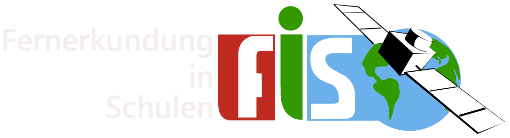 Fernerkundung
in
Schulen
fis